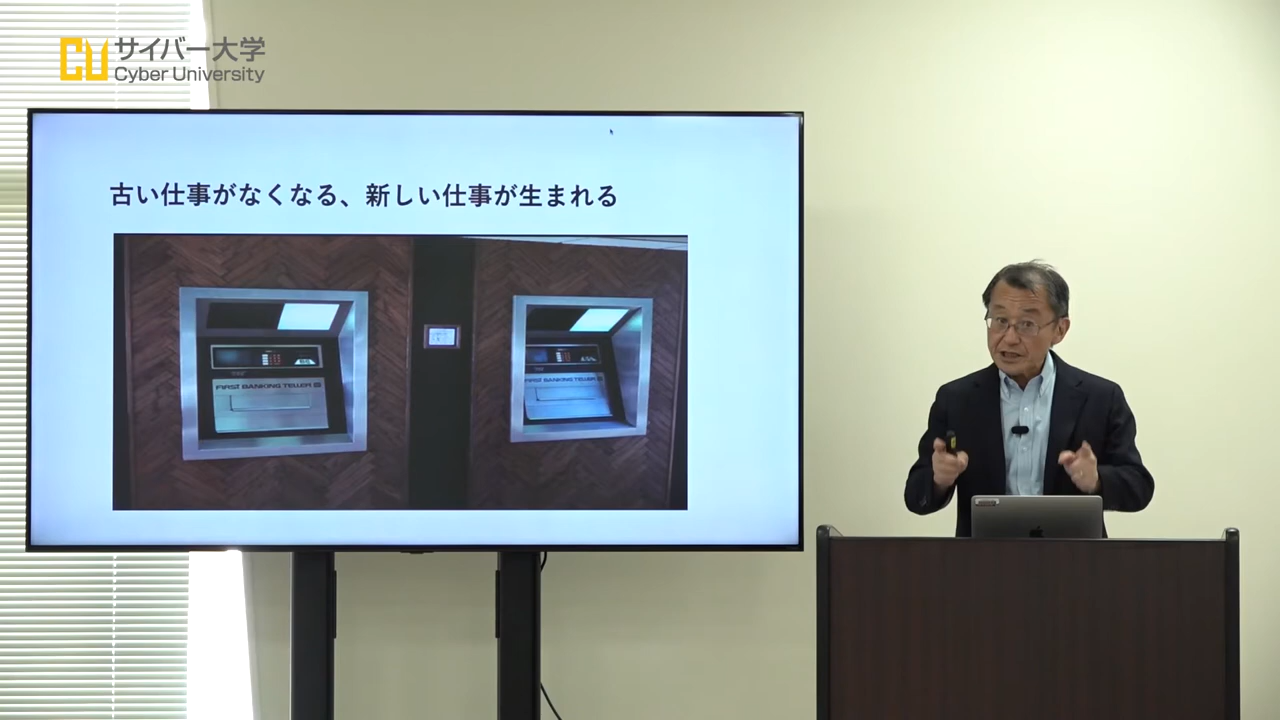 CU サイバー大学
Cyber University
古い仕事がなくなる、新しい仕事が生まれる
FIRST BANKING TELLER
FIRST BANKING TELLER